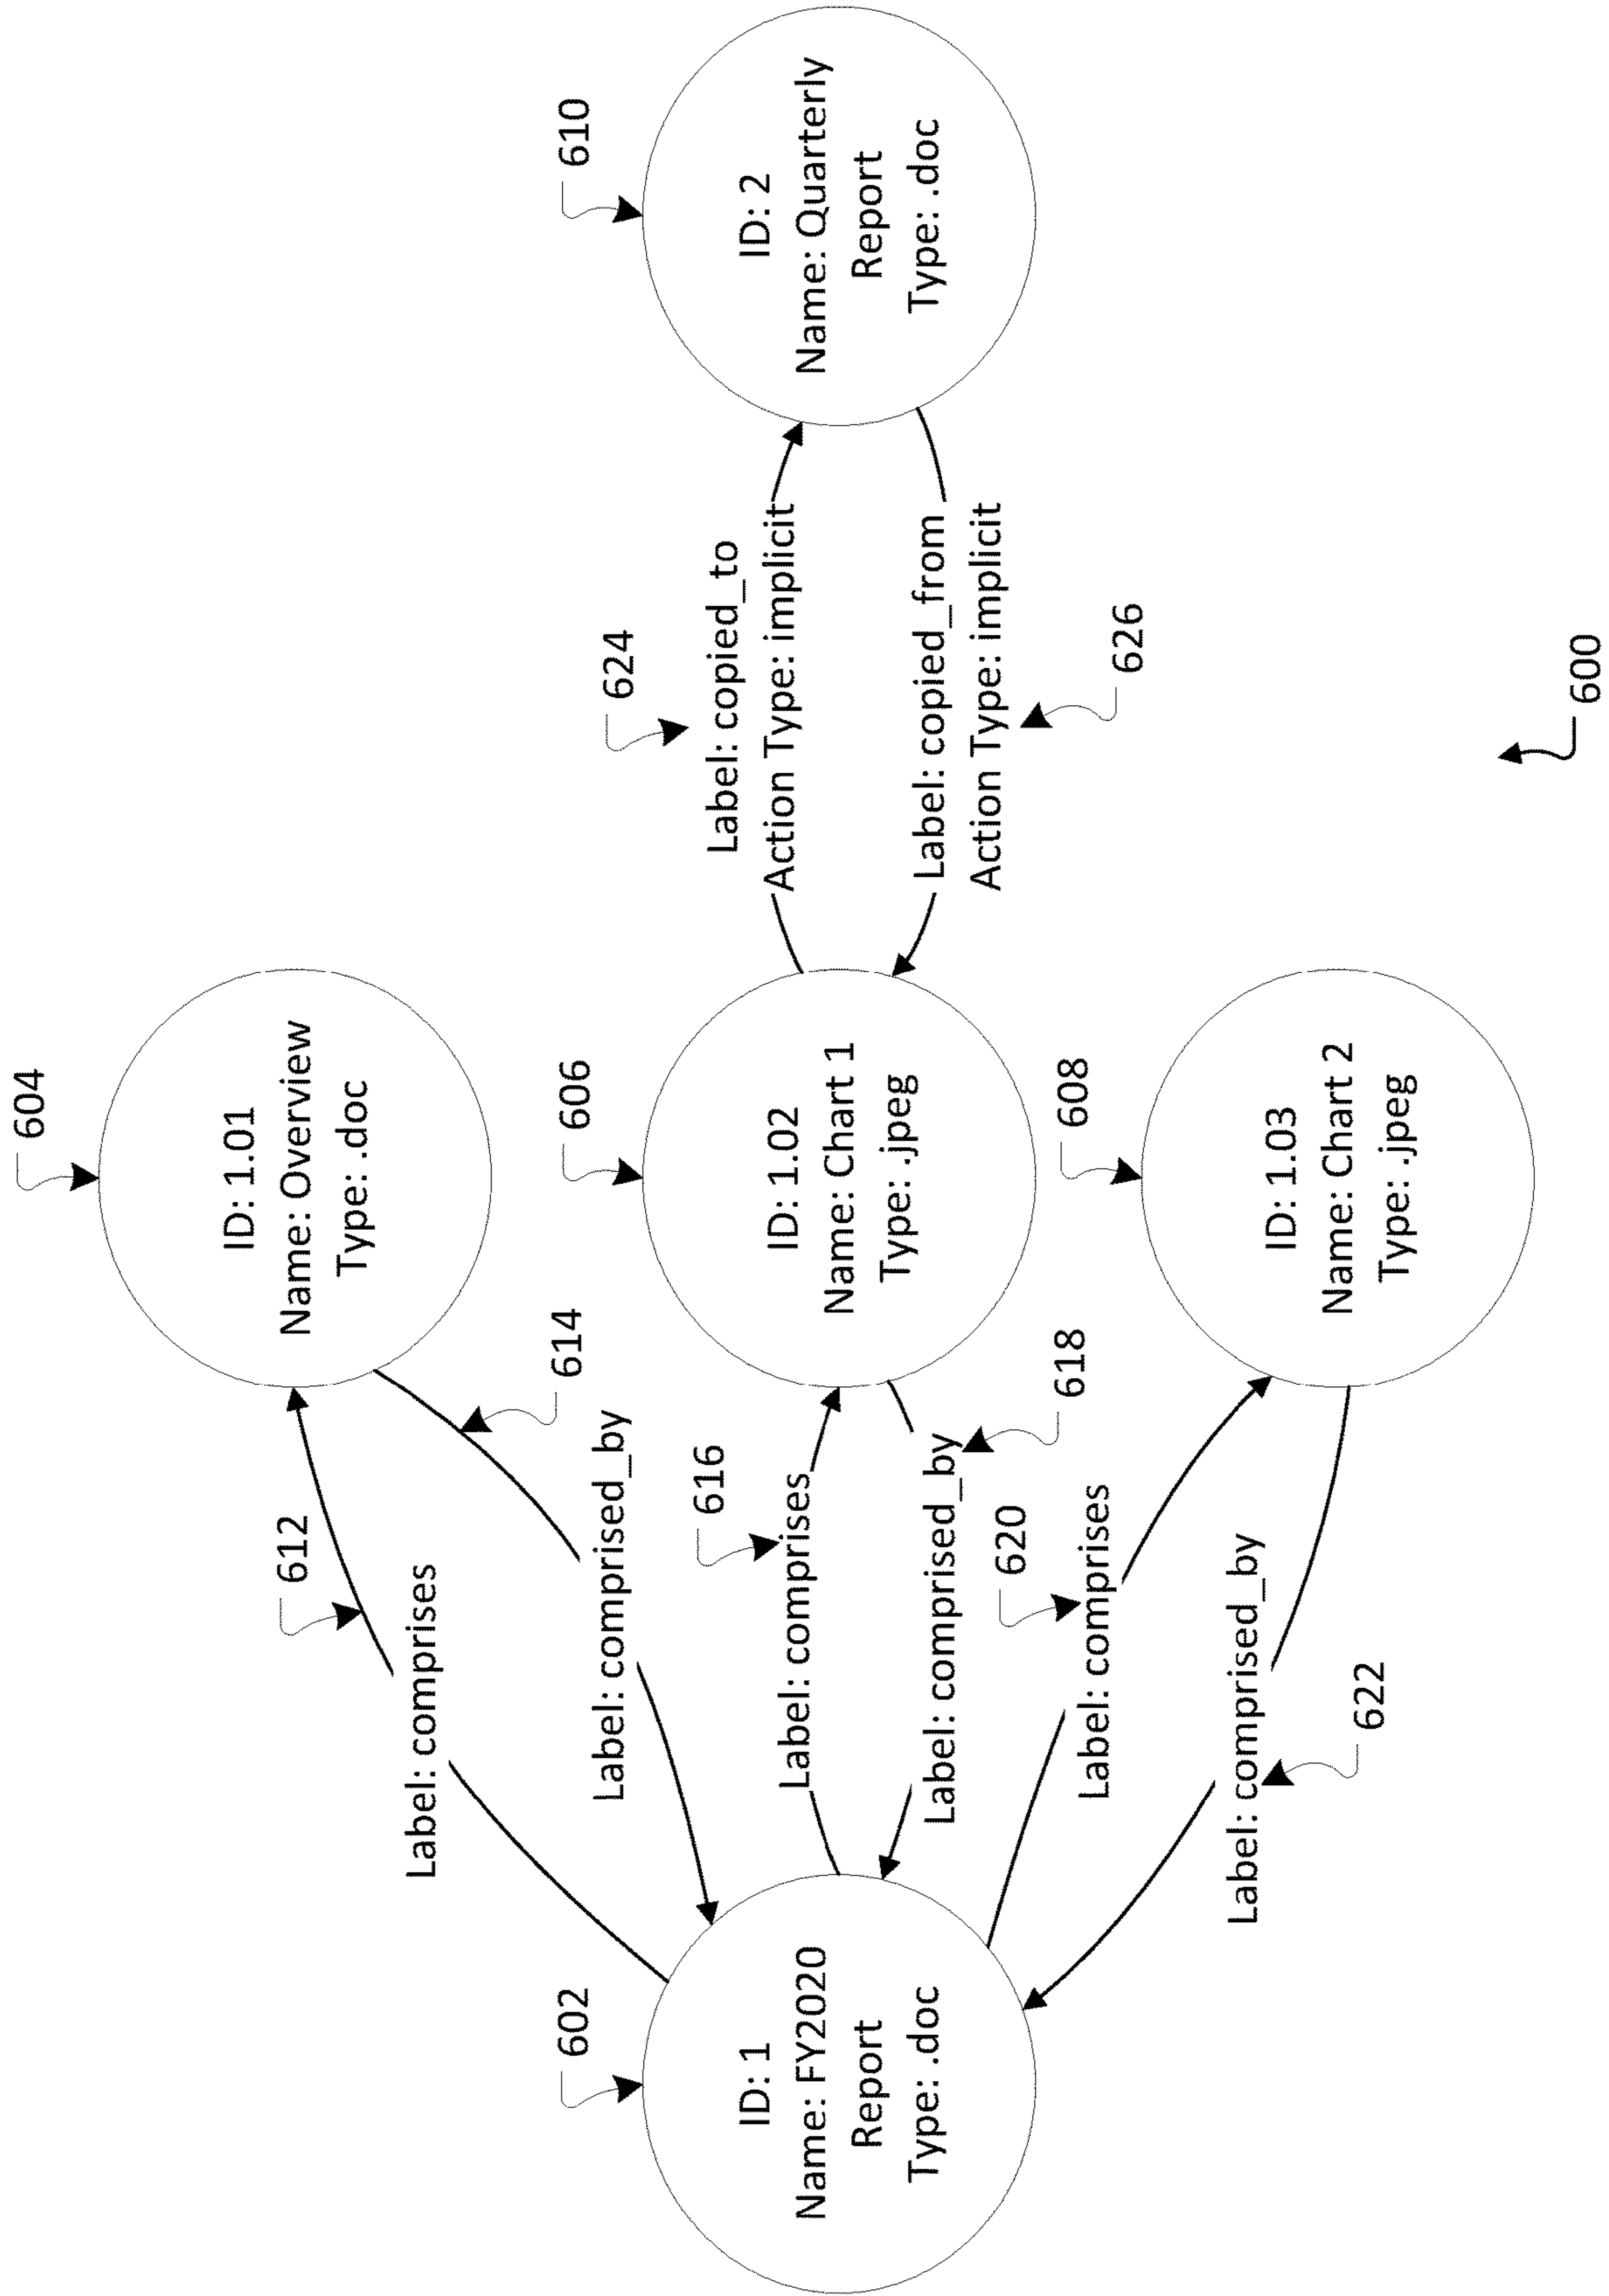 604
ID: 1.01
Name: Overview
Type: .doc
612
Label: comprises
614
Label: comprised_by
602
ID: 1
Name: FY2020
Report
Type: .doc
616
Label: comprises
618
Label: comprised_by
606
ID: 1.02
Name: Chart 1
Type: .jpeg
624
Label: copied_to
Action Type: implicit
Label: copied_from
Action Type: implicit
626
610
ID: 2
Name: Quarterly
Report
Type: .doc
620
Label: comprises
Label: comprised_by
622
608
ID: 1.03
Name: Chart 2
Type: .jpeg
600